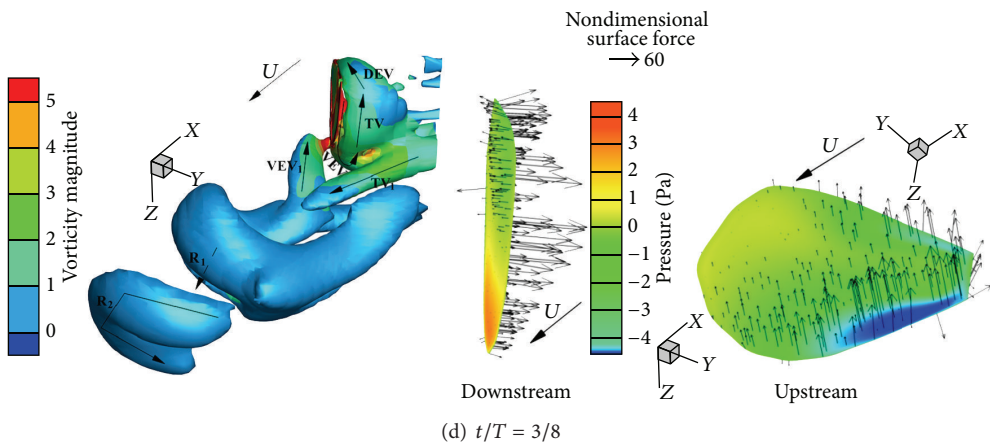 Nondimensional
surface force
60
Vorticity magnitude
5
4
3
2
1
0
X
Y
Z
U
DEV
TV
VEV1
TV1
R1
R2
Pressure (Pa)
4
3
2
1
0
−1
−2
−3
−4
U
X
Y
Z
Downstream
U
Y
X
Z
Upstream
(d) t/T = 3/8